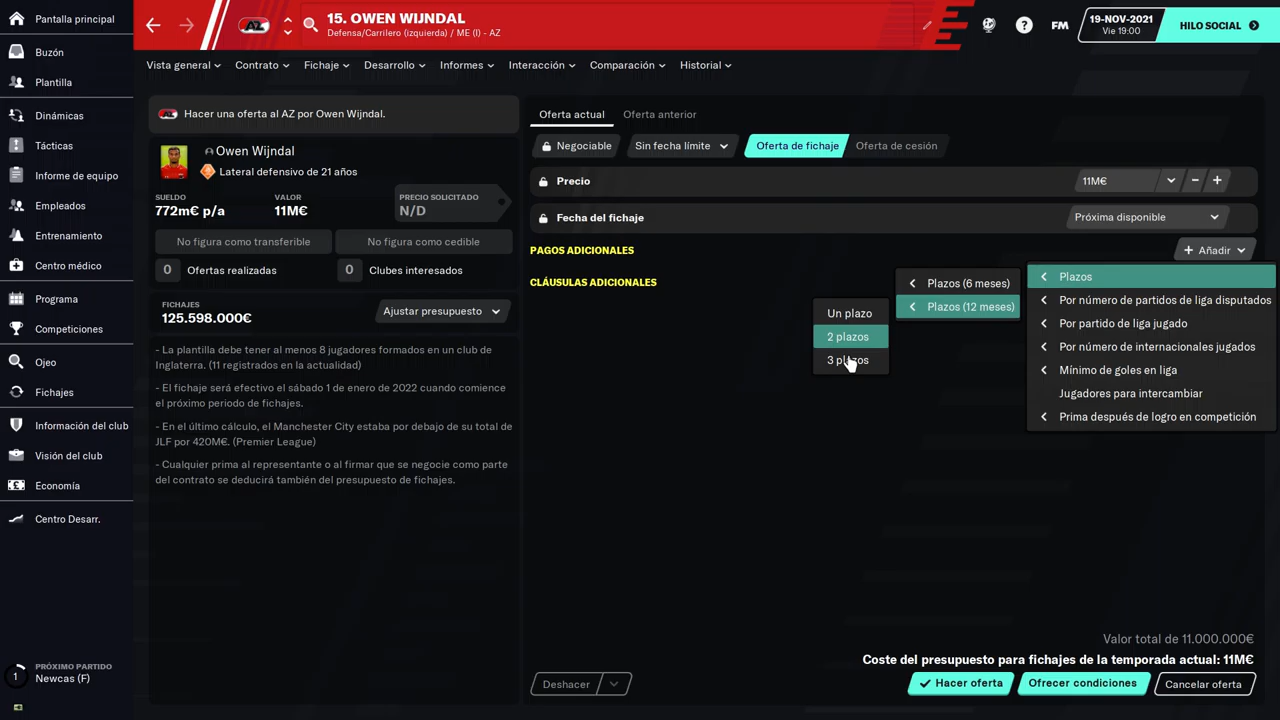 Pantalla principal
Buzón
Plantilla
Dinámicas
Tácticas
Informe de equipo
Empleados
Entrenamiento
Centro médico
Programa
Competiciones
Ojeo
Fichajes
Información del club
Visión del club
Economía
Centro Desarr.
1
PRÓXIMO PARTIDO
Newcas (F)
AZ
15. OWEN WIJNDAL
Defensa/Carrilero (izquierda) / ME (I) - AZ
FM
19-NOV-2021
Vie 19:00
HILO SOCIAL
Vista general
Contrato
Fichaje
Desarrollo
Informes
Interacción
Comparación
Historial
Hacer una oferta al AZ por Owen Wijndal.
Owen Wijndal
Lateral defensivo de 21 años
SUELDO
772m€ p/a
VALOR
11M€
PRECIO SOLICITADO
N/D
No figura como transferible
No figura como cedible
0 Ofertas realizadas
0 Clubes interesados
FICHAJES
125.598.000€
Ajustar presupuesto
- La plantilla debe tener al menos 8 jugadores formados en un club de
Inglaterra. (11 registrados en la actualidad)
- El fichaje será efectivo el sábado 1 de enero de 2022 cuando comience
el próximo periodo de fichajes.
- En el último cálculo, el Manchester City estaba por debajo de su total de
JLF por 420M€. (Premier League)
- Cualquier prima al representante o al firmar que se negocie como parte
del contrato se deducirá también del presupuesto de fichajes.
Oferta actual
Oferta anterior
Negociable
Sin fecha límite
Oferta de fichaje
Oferta de cesión
Precio
11M€
Fecha del fichaje
Próxima disponible
PAGOS ADICIONALES
Añadir
CLÁUSULAS ADICIONALES
Plazos
Por número de partidos de liga disputados
Por partido de liga jugado
Por número de internacionales jugados
Mínimo de goles en liga
Jugadores para intercambiar
Prima después de logro en competición
Plazos (6 meses)
Plazos (12 meses)
Un plazo
2 plazos
3 plazos
Valor total de 11.000.000€
Coste del presupuesto para fichajes de la temporada actual: 11M€
Deshacer
Hacer oferta
Ofrecer condiciones
Cancelar oferta